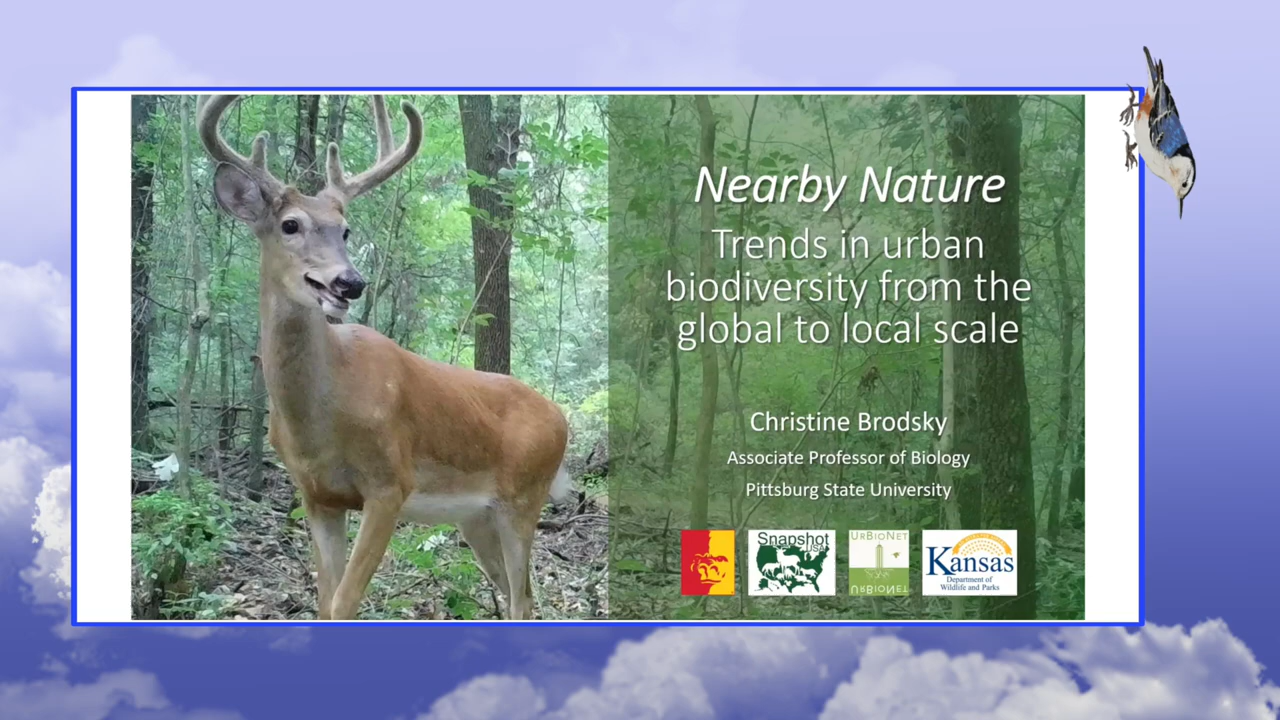 Nearby Nature
Trends in urban
biodiversity from the
global to local scale
Christine Brodsky
Associate Professor of Biology
Pittsburg State University
Snapshot
USA
URBIONET
URBIONET
Kansas
Department of
Wildlife and Parks